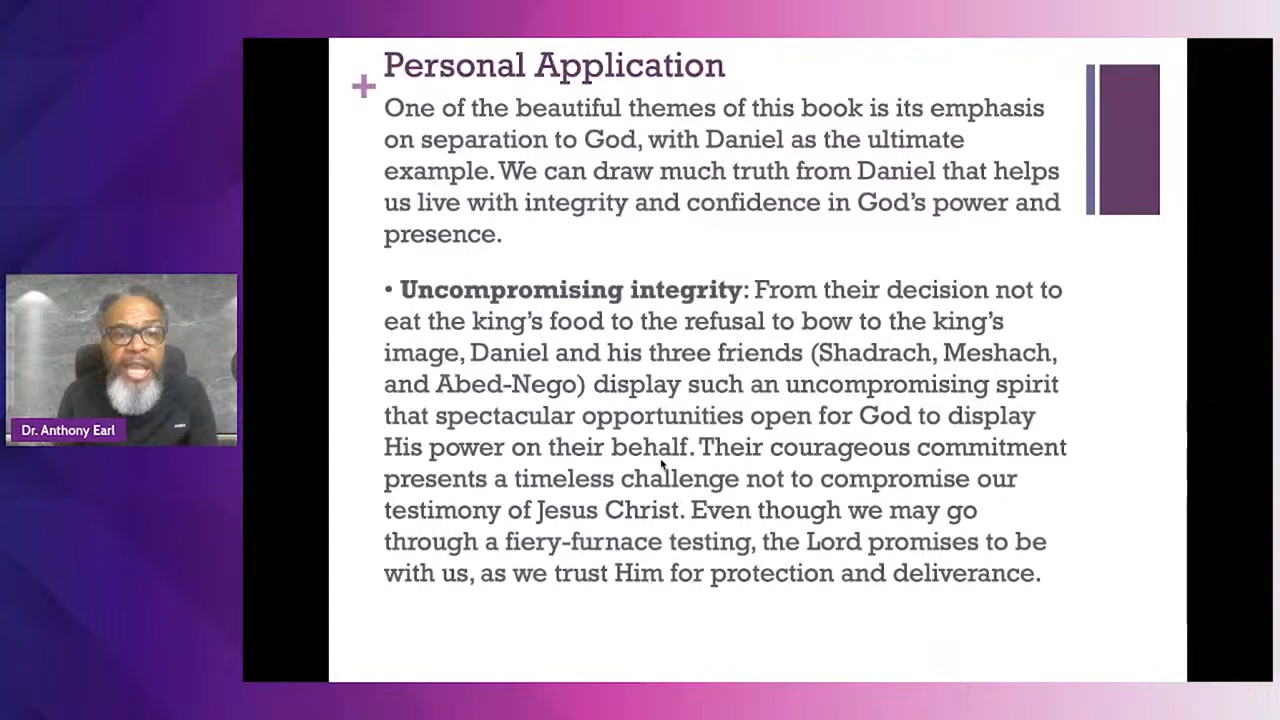 Personal Application
+
One of the beautiful themes of this book is its emphasis
on separation to God, with Daniel as the ultimate
example. We can draw much truth from Daniel that helps
us live with integrity and confidence in God's power and
presence.
• Uncompromising integrity: From their decision not to
eat the king's food to the refusal to bow to the king's
image, Daniel and his three friends (Shadrach, Meshach,
and Abed-Nego) display such an uncompromising spirit
that spectacular opportunities open for God to display
His power on their behalf. Their courageous commitment
presents a timeless challenge not to compromise our
testimony of Jesus Christ. Even though we may go
through a fiery-furnace testing, the Lord promises to be
with us, as we trust Him for protection and deliverance.
Dr. Anthony Earl